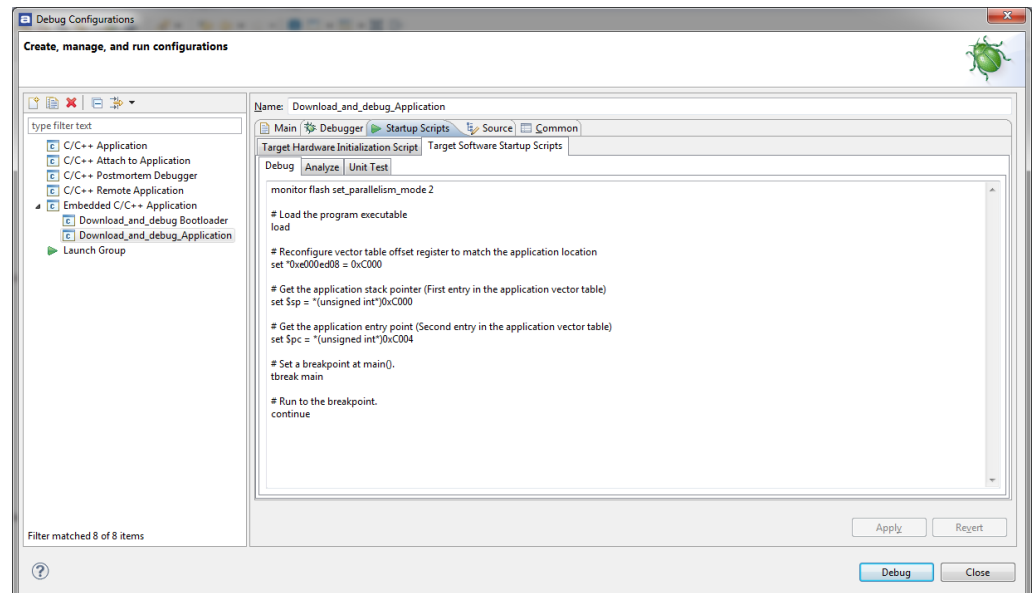 Debug Configurations
Create, manage, and run configurations
type filter text
C/C++ Application
C/C++ Attach to Application
C/C++ Postmortem Debugger
C/C++ Remote Application
Embedded C/C++ Application
Download_and_debug Bootloader
Download_and_debug_Application
Launch Group
Filter matched 8 of 8 items
Name: Download_and_debug_Application
Main Debugger Startup Scripts Source Common
Target Hardware Initialization Script Target Software Startup Scripts
Debug Analyze Unit Test
monitor flash set_parallelism_mode 2
# Load the program executable
load
# Reconfigure vector table offset register to match the application location
set *0xe000ed08 = 0xC000
# Get the application stack pointer (First entry in the application vector table)
set $sp = *(unsigned int*)0xC000
# Get the application entry point (Second entry in the application vector table)
set $pc = *(unsigned int*)0xC004
# Set a breakpoint at main().
tbreak main
# Run to the breakpoint.
continue
Apply Revert
Debug Close